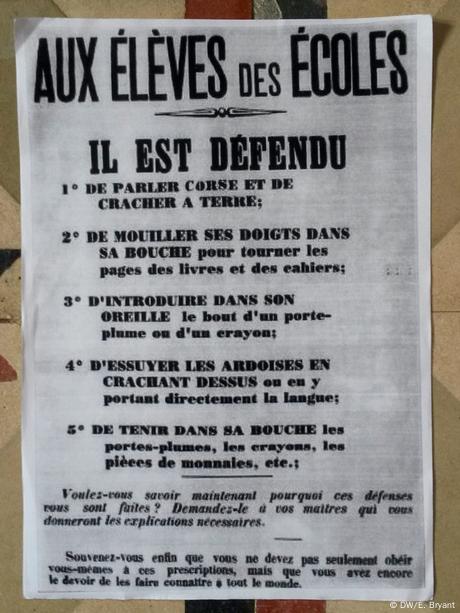 AUX ÉLÈVES DES ÉCOLES
IL EST DÉFENDU
1° DE PARLER CORSE ET DE
CRACHER A TERRE;
2° DE MOUILLER SES DOIGTS DANS
SA BOUCHE pour tourner les
pages des livres et des cahiers;
3° D'INTRODUIRE DANS SON
OREILLE le bout d'un porte-
plume ou d'un crayon;
4° D'ESSUYER LES ARDOISES EN
CRACHANT DESSUS ou en y
portant directement la langue;
5° DE TENIR DANS SA BOUCHE les
portes-plumes, les crayons, les
pièces de monnaies, etc.;
Voulez-vous savoir maintenant pourquoi ces défenses
vous sont faites ? Demandez-le à vos maîtres qui vous
donneront les explications nécessaires.
Souvenez-vous enfin que vous ne devez pas seulement obéir
vous-mêmes à ces prescriptions, mais que vous avez encore
le devoir de les faire connaître à tout le monde.
© DW/E. Bryant